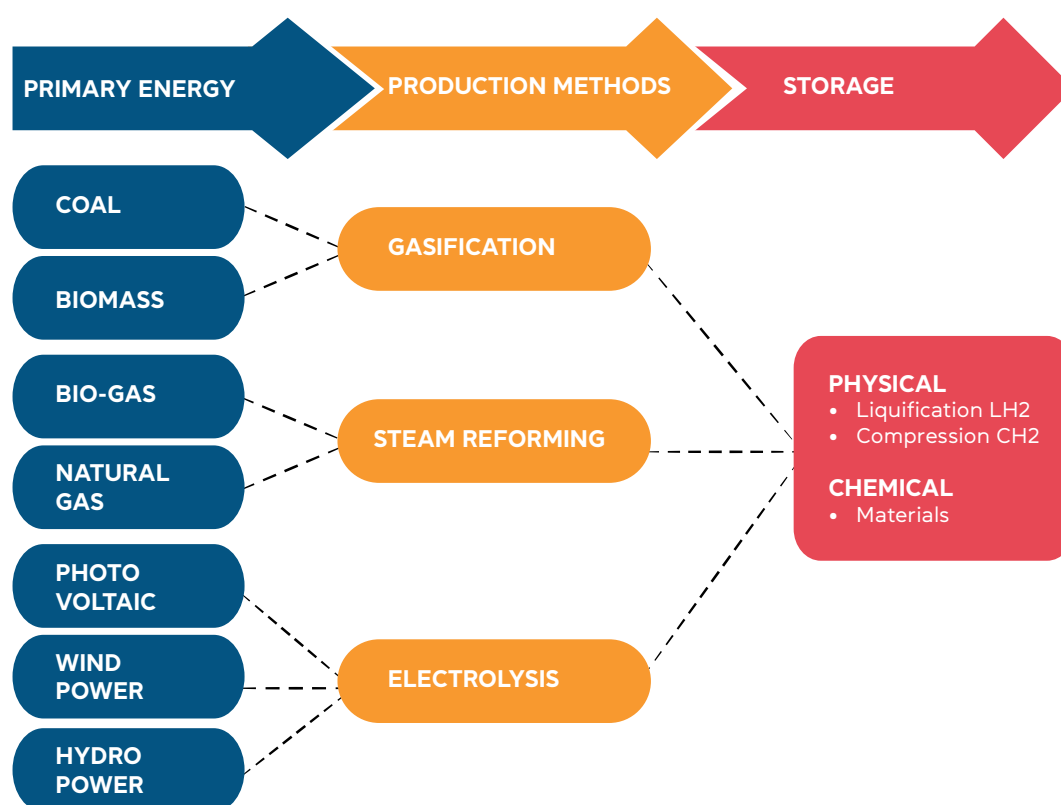 PRIMARY ENERGY
PRODUCTION METHODS
STORAGE
COAL
BIOMASS
BIO-GAS
NATURAL
GAS
PHOTO
VOLTAIC
WIND
POWER
HYDRO
POWER
GASIFICATION
STEAM REFORMING
ELECTROLYSIS
PHYSICAL
• Liquification LH2
• Compression CH2
CHEMICAL
• Materials